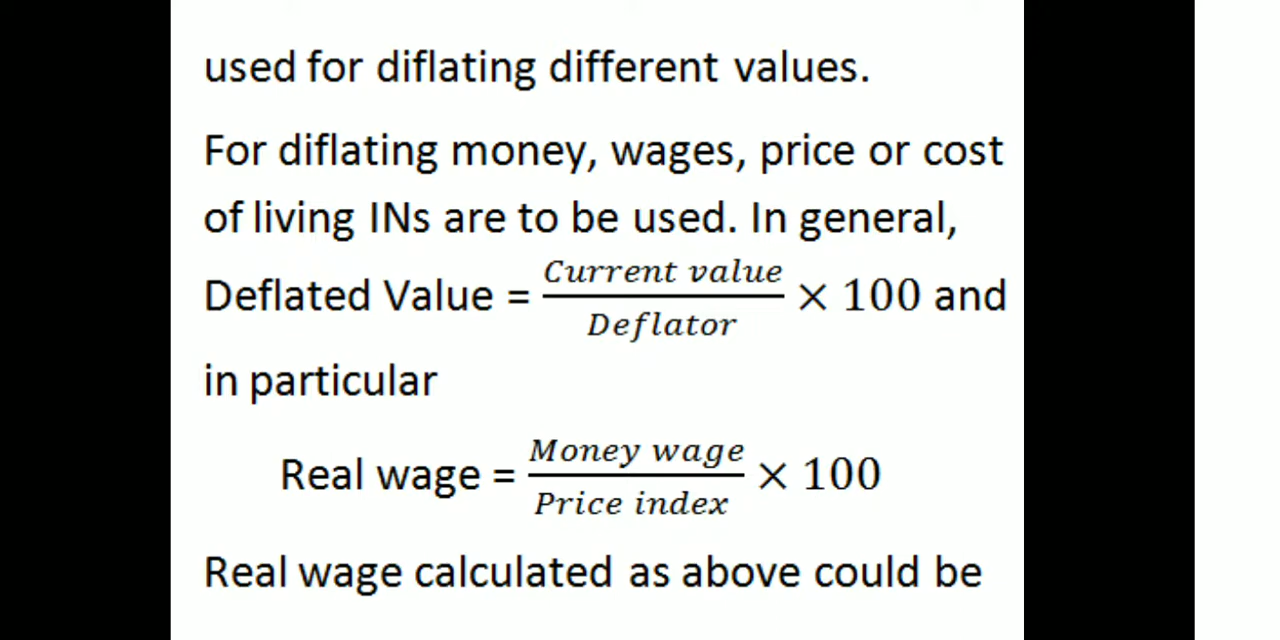 used for diflating different values.
For diflating money, wages, price or cost
of living INs are to be used. In general,
Deflated Value = \frac{Current value}{Deflator} × 100 and
in particular
Real wage = \frac{Money wage}{Price index} × 100
Real wage calculated as above could be